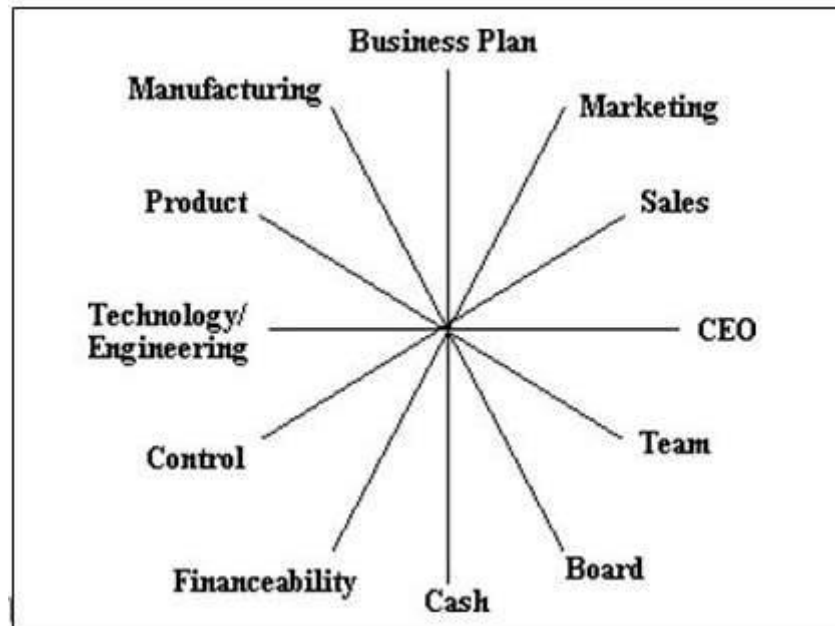 Business Plan
Manufacturing
Marketing
Product
Sales
Technology/
Engineering
CEO
Control
Team
Financeability
Board
Cash